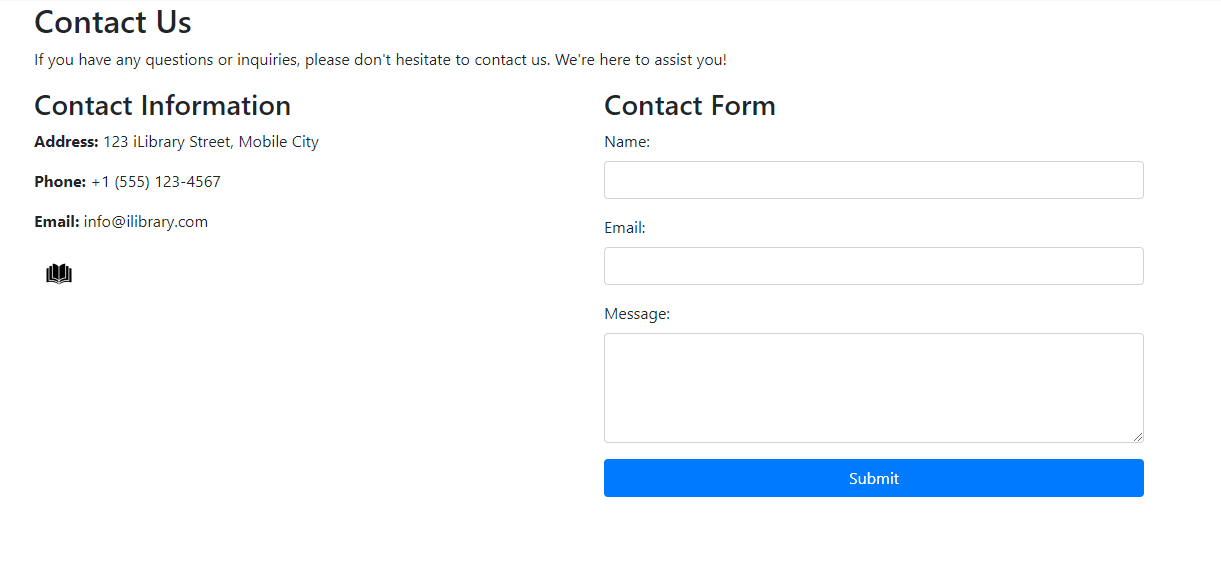 Contact Us
If you have any questions or inquiries, please don't hesitate to contact us. We're here to assist you!
Contact Information
Address: 123 iLibrary Street, Mobile City
Phone: +1 (555) 123-4567
Email: info@ilibrary.com
Contact Form
Name:
Email:
Message:
Submit